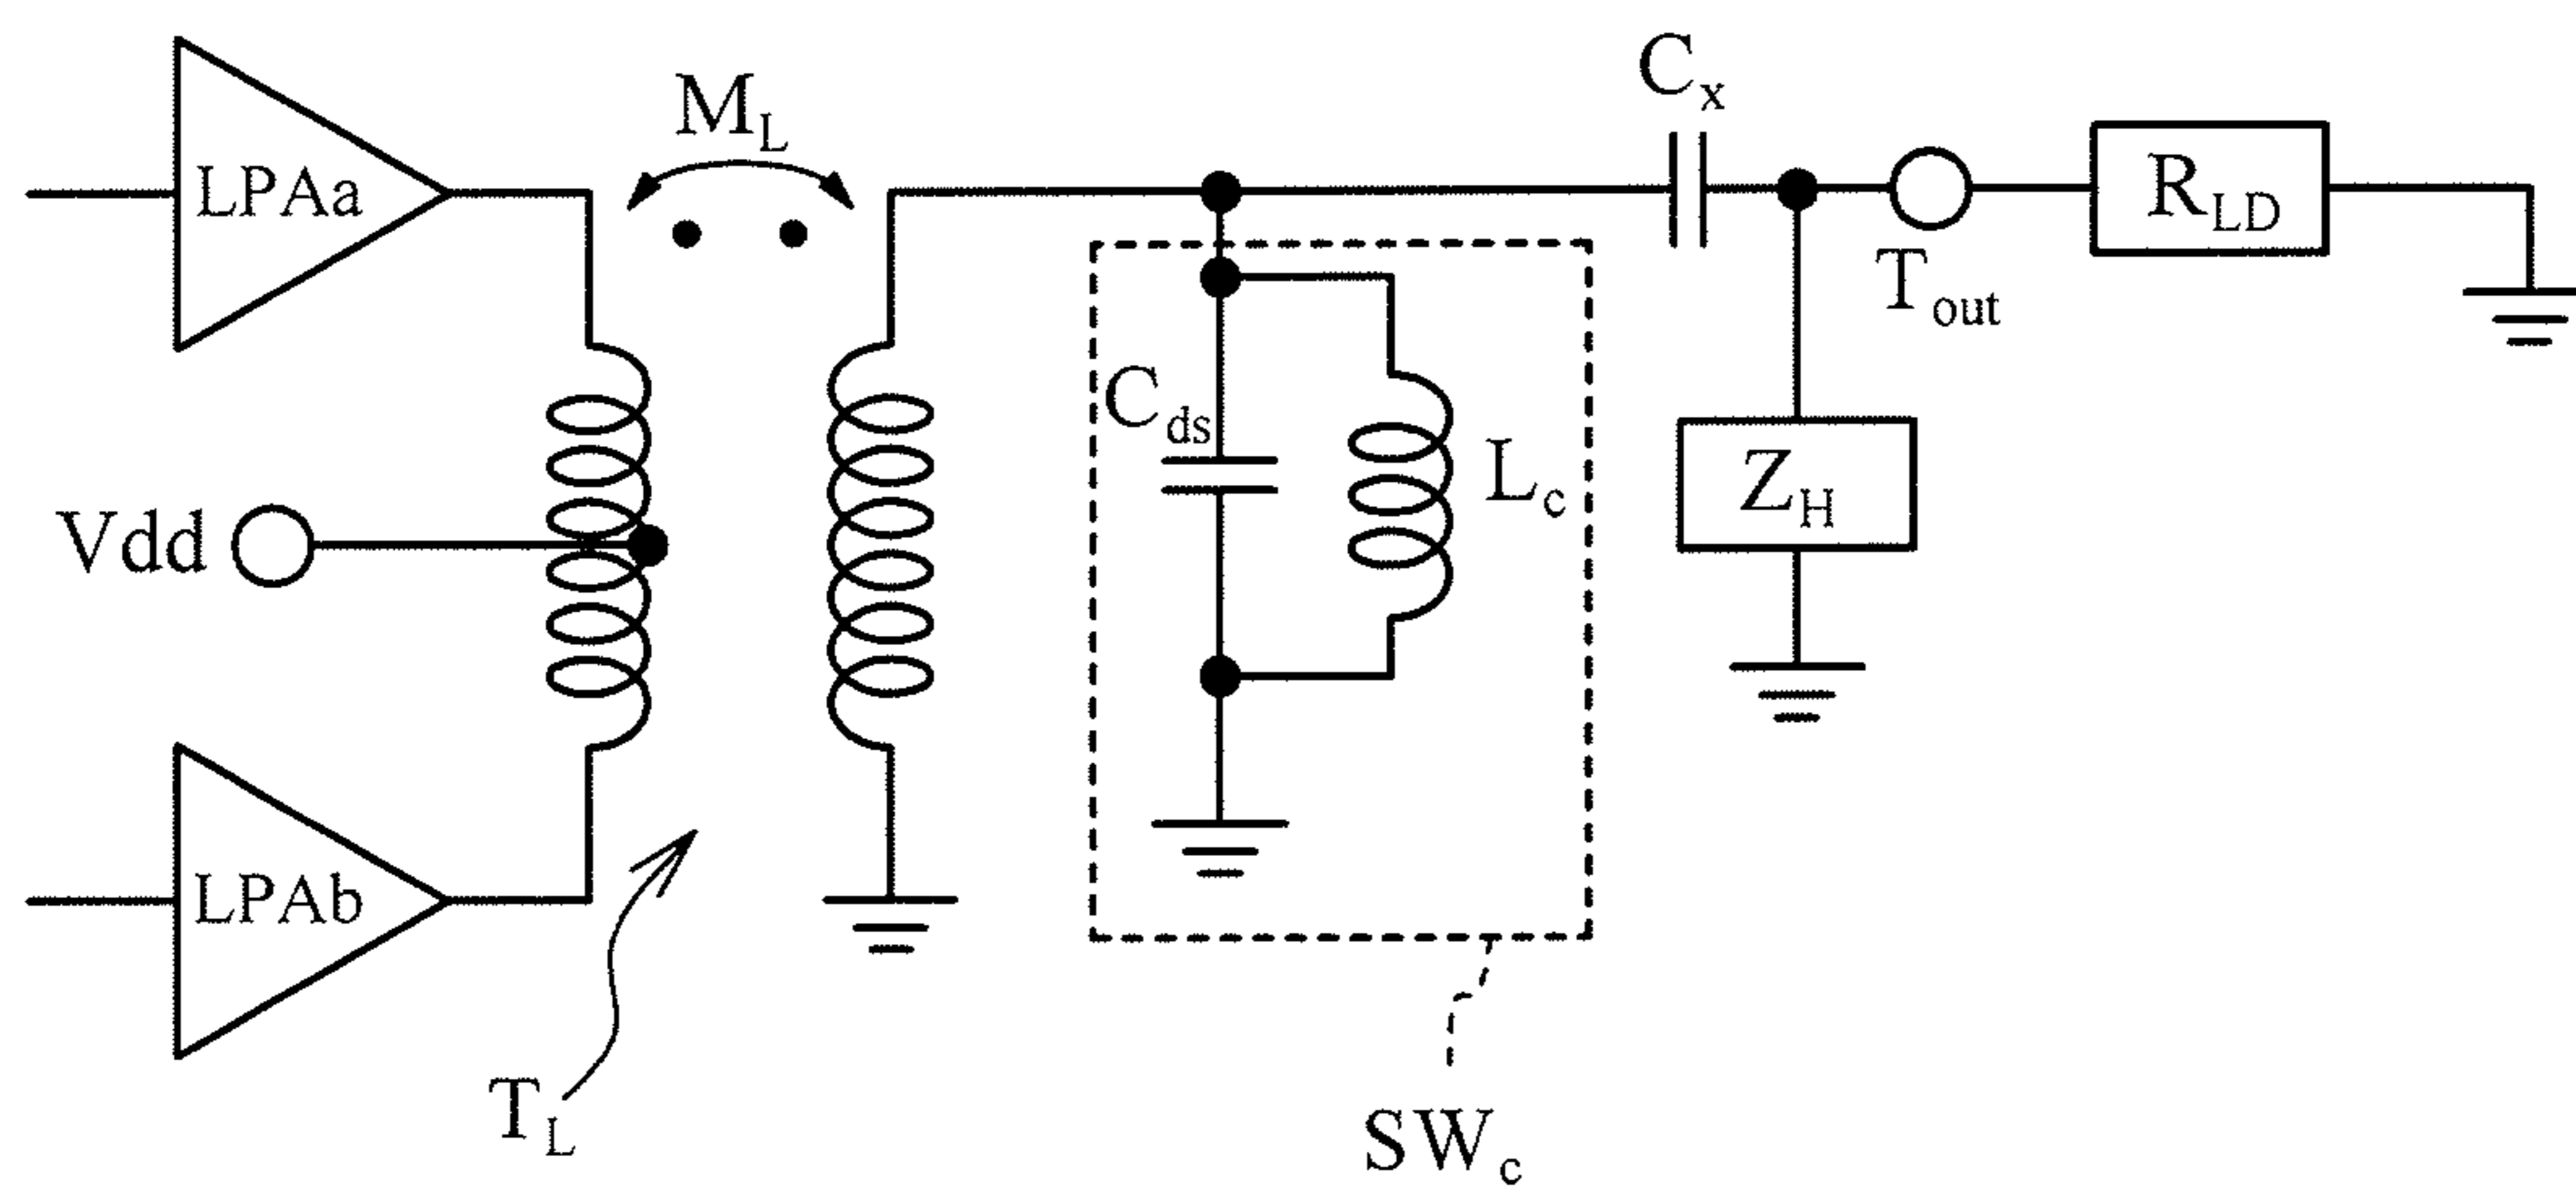 C_x
M_L
LPAa
R_LD
T_out
C_ds
L_c
Z_H
Vdd
LPAb
T_L
SW_c